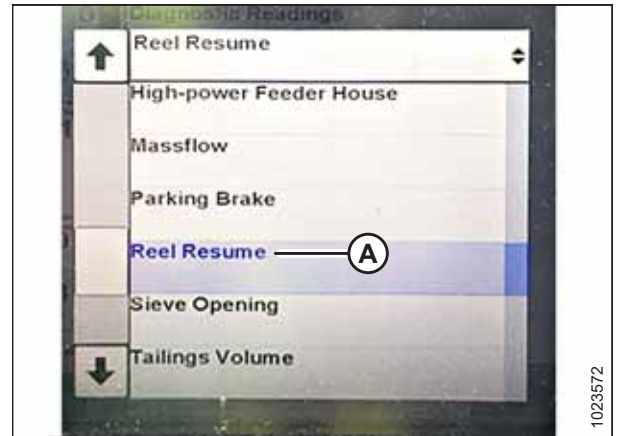 Diagnostic Readings
Reel Resume
High-power Feeder House
Massflow
Parking Brake
Reel Resume
A
Sieve Opening
Tailings Volume
1023572